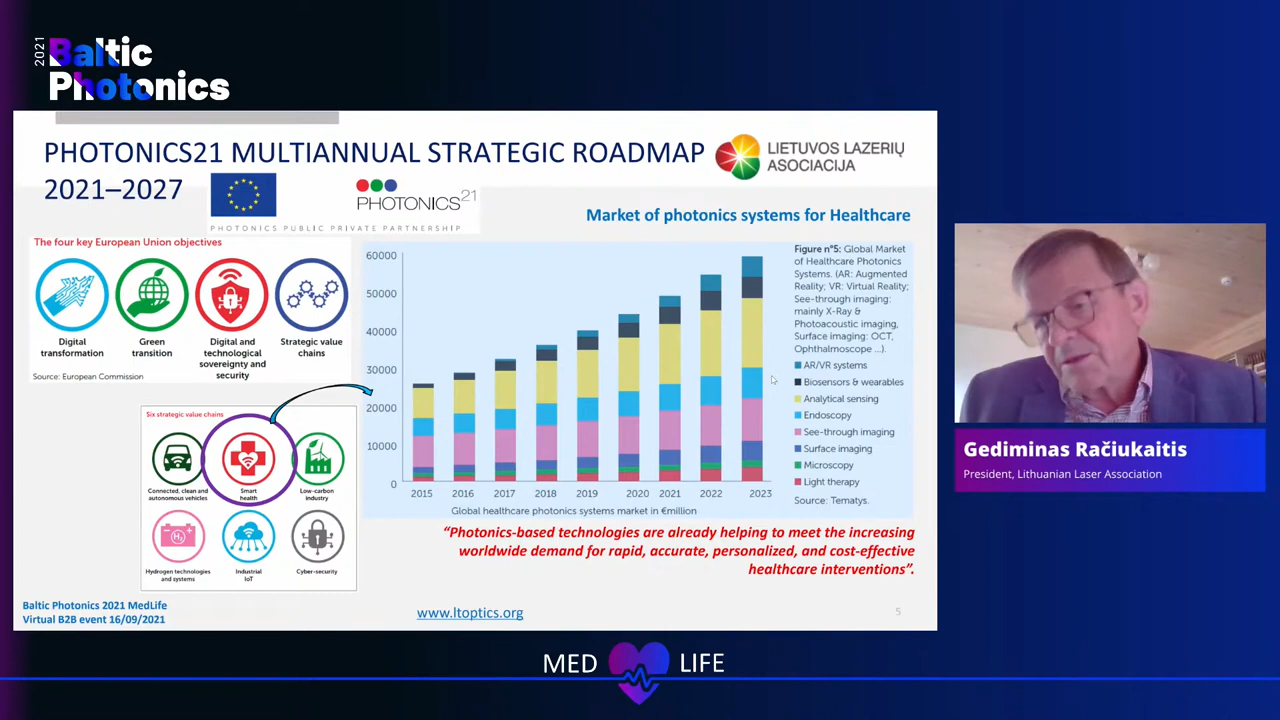 2021
Baltic
Photonics
PHOTONICS21 MULTIANNUAL STRATEGIC ROADMAP
2021–2027
LIETUVOS LAZERIŲ
ASOCIACIJA
PHOTONICS21
PHOTONICS PUBLIC PRIVATE PARTNERSHIP
Market of photonics systems for Healthcare
The four key European Union objectives
Digital
transformation
Green
transition
Digital and
technological
sovereignty and
security
Strategic value
chains
Source: European Commission
Six strategic value chains
Connected, clean and
autonomous vehicles
Smart
health
Low-carbon
industry
H₂
Hydrogen technologies
and systems
Industrial
IoT
Cyber-security
60000
50000
40000
30000
20000
10000
0
2015 2016 2017 2018 2019 2020 2021 2022 2023
Global healthcare photonics systems market in €million
Figure n°5: Global Market
of Healthcare Photonics
Systems. (AR: Augmented
Reality; VR: Virtual Reality;
See-through imaging:
mainly X-Ray &
Photoacoustic imaging,
Surface imaging: OCT,
Ophthalmoscope ...).
AR/VR systems
Biosensors & wearables
Analytical sensing
Endoscopy
See-through imaging
Surface imaging
Microscopy
Light therapy
Source: Tematys.
“Photonics-based technologies are already helping to meet the increasing
worldwide demand for rapid, accurate, personalized, and cost-effective
healthcare interventions”.
Baltic Photonics 2021 MedLife
Virtual B2B event 16/09/2021
www.ltoptics.org
5
Gediminas Račiukaitis
President, Lithuanian Laser Association
MED LIFE